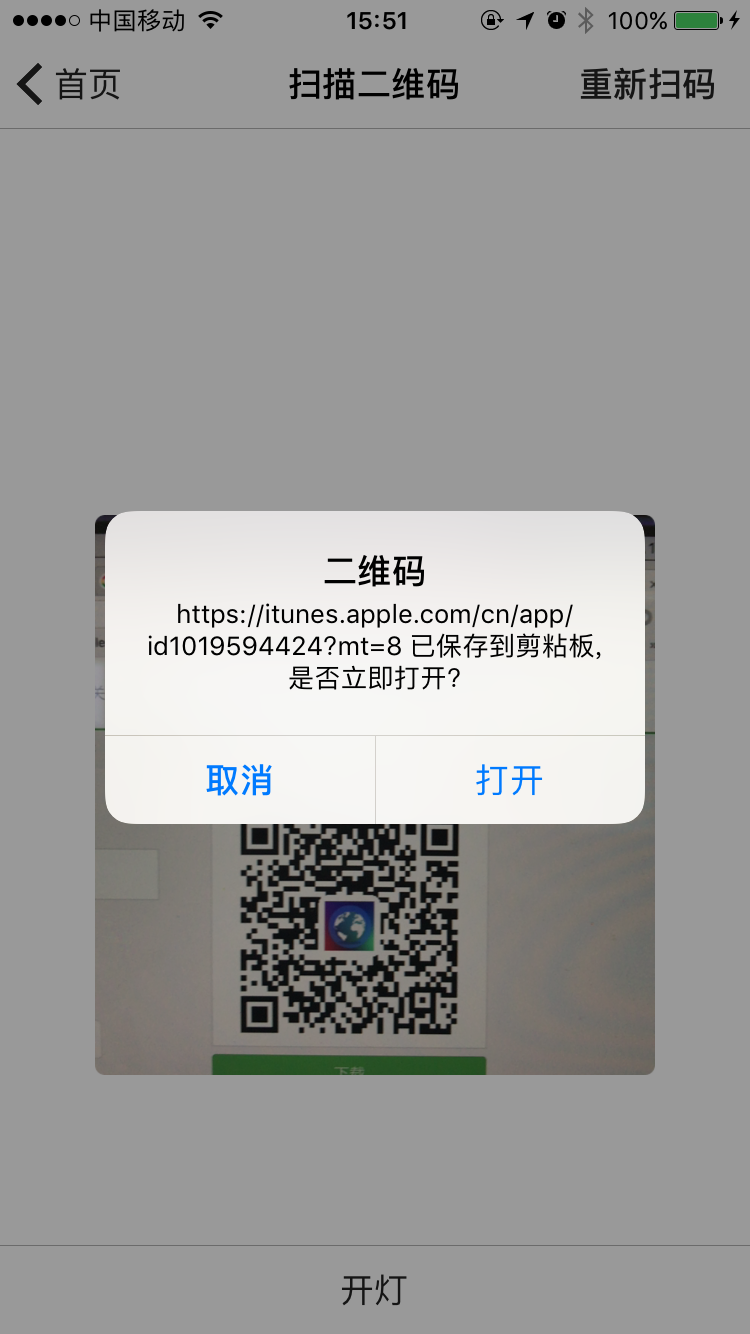 中国移动 15:51 100%
首页 扫描二维码 重新扫码
二维码
https://itunes.apple.com/cn/app/
id1019594424?mt=8 已保存到剪粘板,
是否立即打开?
取消 打开
下载
开灯